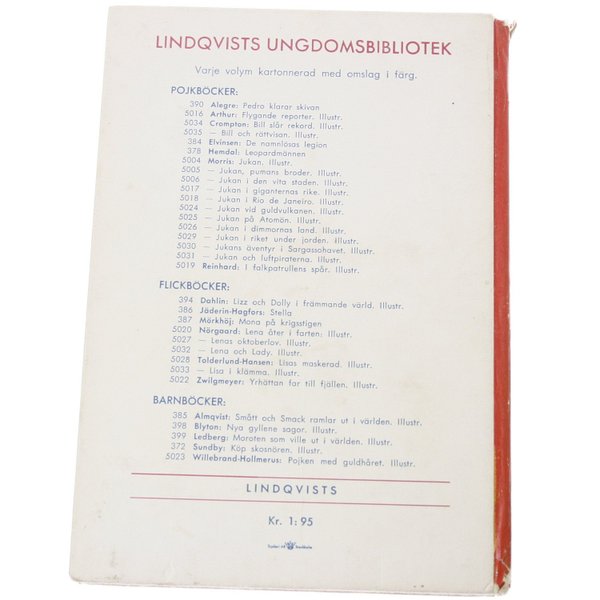 LINDQVISTS UNGDOMSBIBLIOTEK
Varje volym kartonnerad med omslag i färg.
POJKBÖCKER:
390 Alegre: Pedro klarar skivan
5016 Arthur: Flygande reporter. Illustr.
5034 Crompton: Bill slår rekord. Illustr.
5035 — Bill och rättvisan. Illustr.
384 Elvinsen: De namnlösas legion
378 Hemdal: Leopardmännen
5004 Morris: Jukan. Illustr.
5005 — Jukan, pumans broder. Illustr.
5006 — Jukan i den vita staden. Illustr.
5017 — Jukan i giganternas rike. Illustr.
5018 — Jukan i Rio de Janeiro. Illustr.
5024 — Jukan vid guldvulkanen. Illustr.
5025 — Jukan på Atomön. Illustr.
5026 — Jukan i dimmornas land. Illustr.
5029 — Jukan i riket under jorden. Illustr.
5030 — Jukans äventyr i Sargassohavet. Illustr.
5031 — Jukan och luftpiraterna. Illustr.
5019 Reinhard: I falkpatrullens spår. Illustr.
FLICKBÖCKER:
394 Dahlin: Lizz och Dolly i främmande värld. Illustr.
386 Jäderin-Hagfors: Stella
387 Mörkhöj: Mona på krigsstigen
5020 Nörgaard: Lena åter i farten: Illustr.
5027 — Lenas oktoberlov. Illustr.
5032 — Lena och Lady. Illustr.
5028 Tolderlund-Hansen: Lisas maskerad. Illustr.
5033 — Lisa i klämma. Illustr.
5022 Zwilgmeyer: Yrhättan far till fjällen. Illustr.
BARNBÖCKER:
385 Almqvist: Smått och Smack ramlar ut i världen. Illustr.
398 Blyton: Nya gyllene sagor. Illustr.
399 Ledberg: Moroten som ville ut i världen. Illustr.
372 Sundby: Köp skosnören. Illustr.
5023 Willebrand-Hollmerus: Pojken med guldhåret. Illustr.
LINDQVISTS
Kr. 1:95
Stockholm